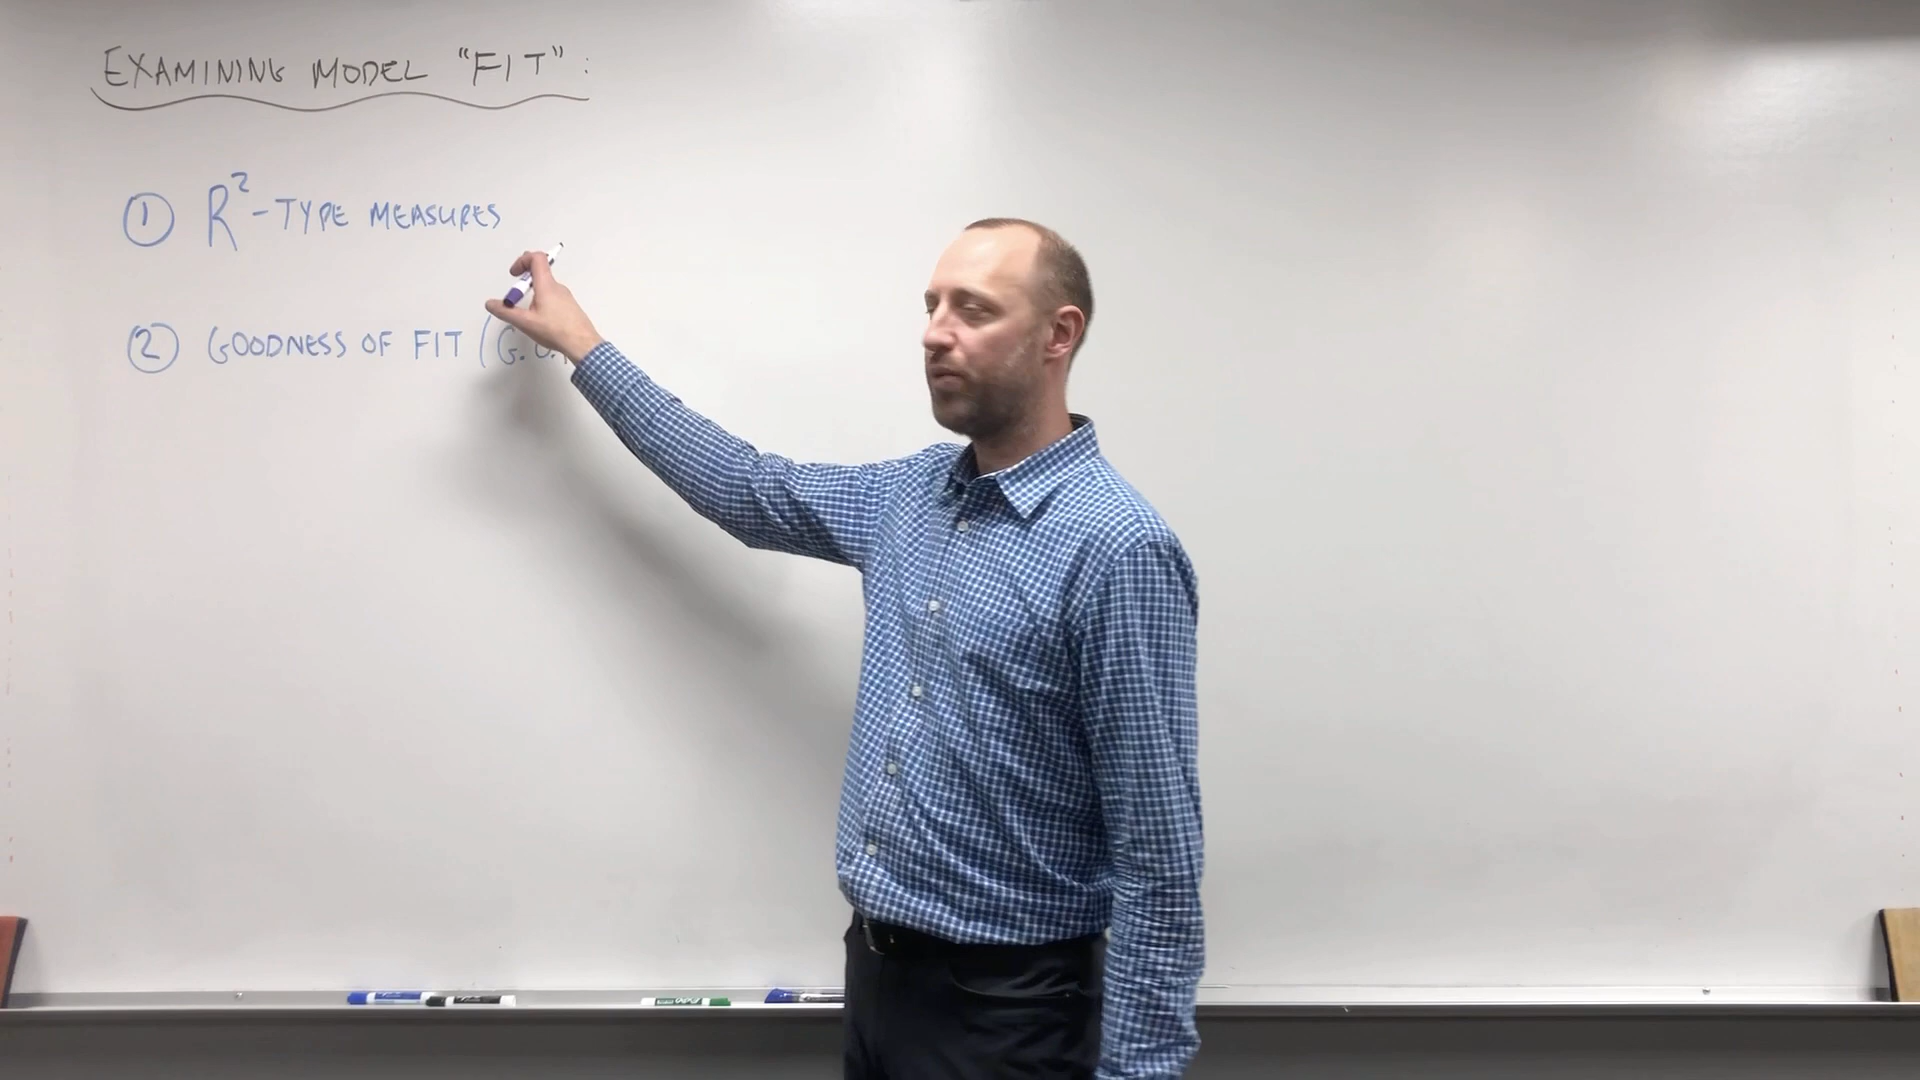 EXAMINING MODEL "FIT":
① R²-TYPE MEASURES
② GOODNESS OF FIT (G.O.